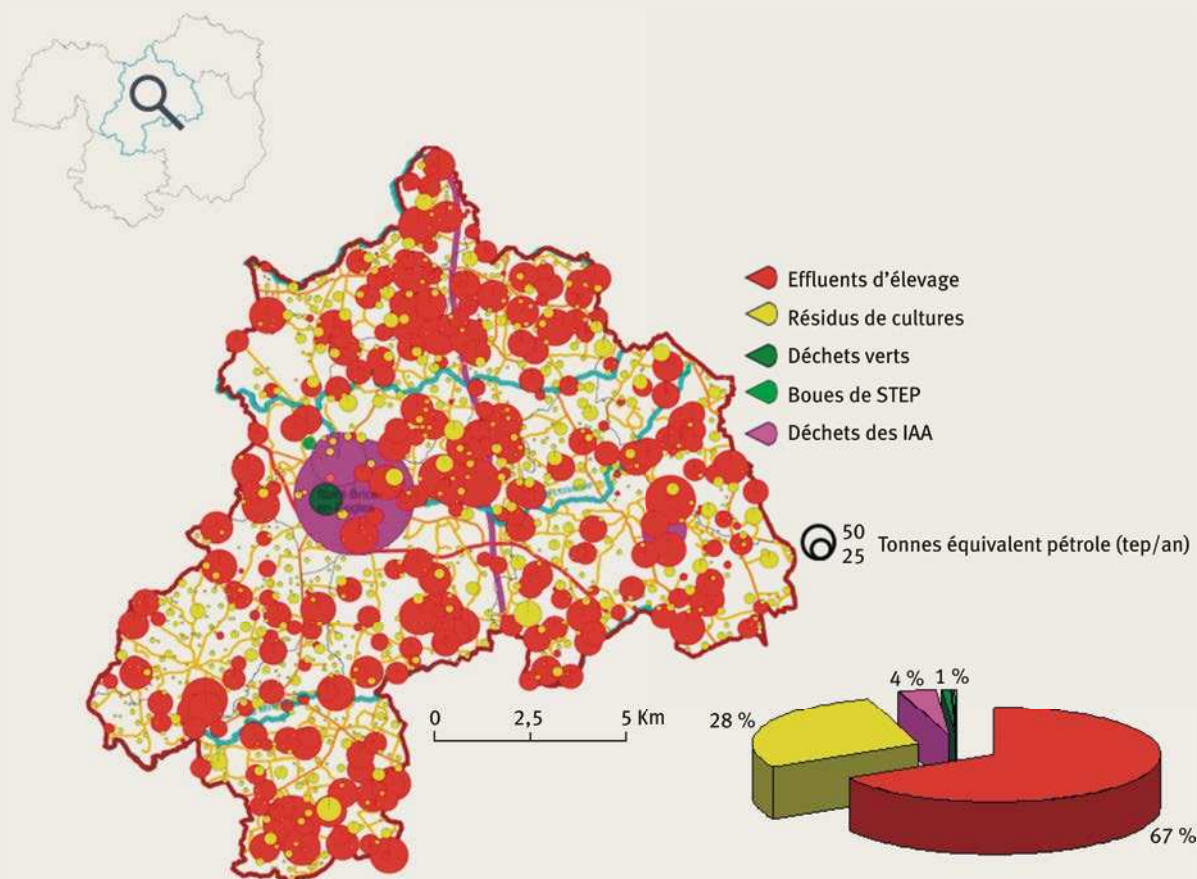 Effluents d'élevage
Résidus de cultures
Déchets verts
Boues de STEP
Déchets des IAA
50
25
Tonnes équivalent pétrole (tep/an)
0
2,5
5 Km
28 %
4 %
1 %
67 %